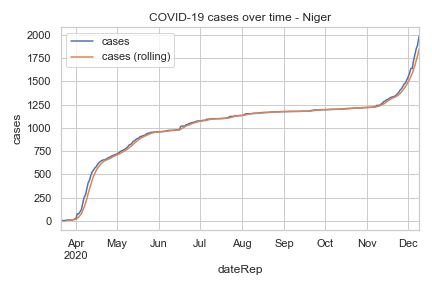 COVID-19 cases over time - Niger
cases
cases (rolling)
2000
1750
1500
1250
1000
750
500
250
0
cases
Apr May Jun Jul Aug Sep Oct Nov Dec
2020
dateRep